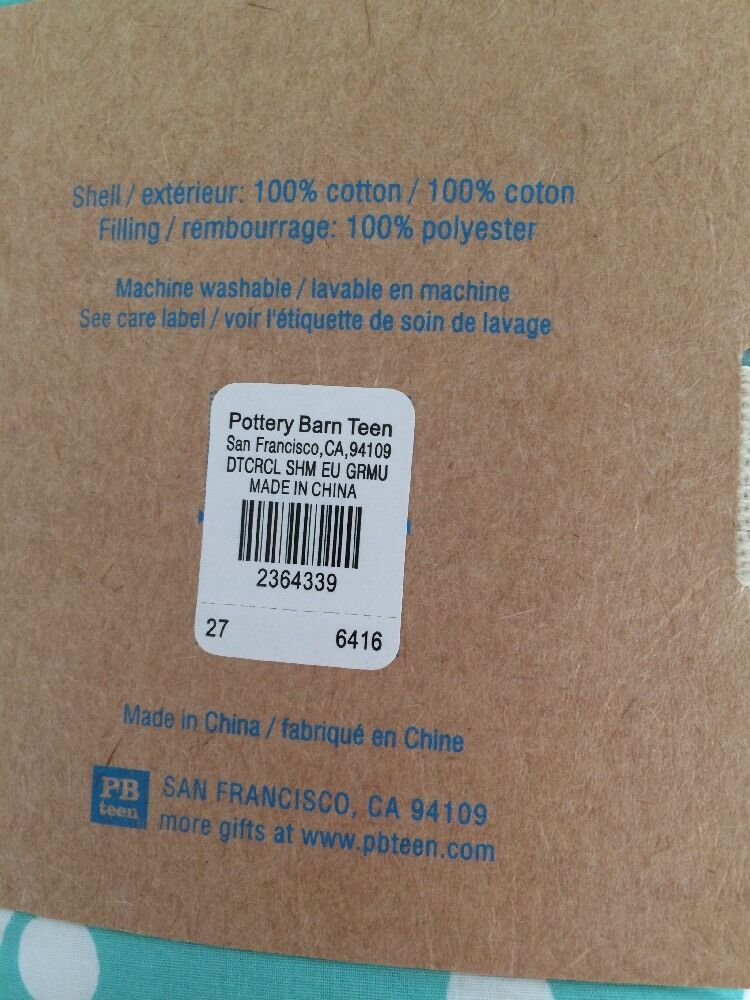 Shell / extérieur: 100% cotton / 100% coton
Filling / rembourrage: 100% polyester
Machine washable / lavable en machine
See care label / voir l'étiquette de soin de lavage
Pottery Barn Teen
San Francisco,CA,94109
DTCRCL SHM EU GRMU
MADE IN CHINA
2364339
27 6416
Made in China / fabriqué en Chine
PB
teen
SAN FRANCISCO, CA 94109
more gifts at www.pbteen.com